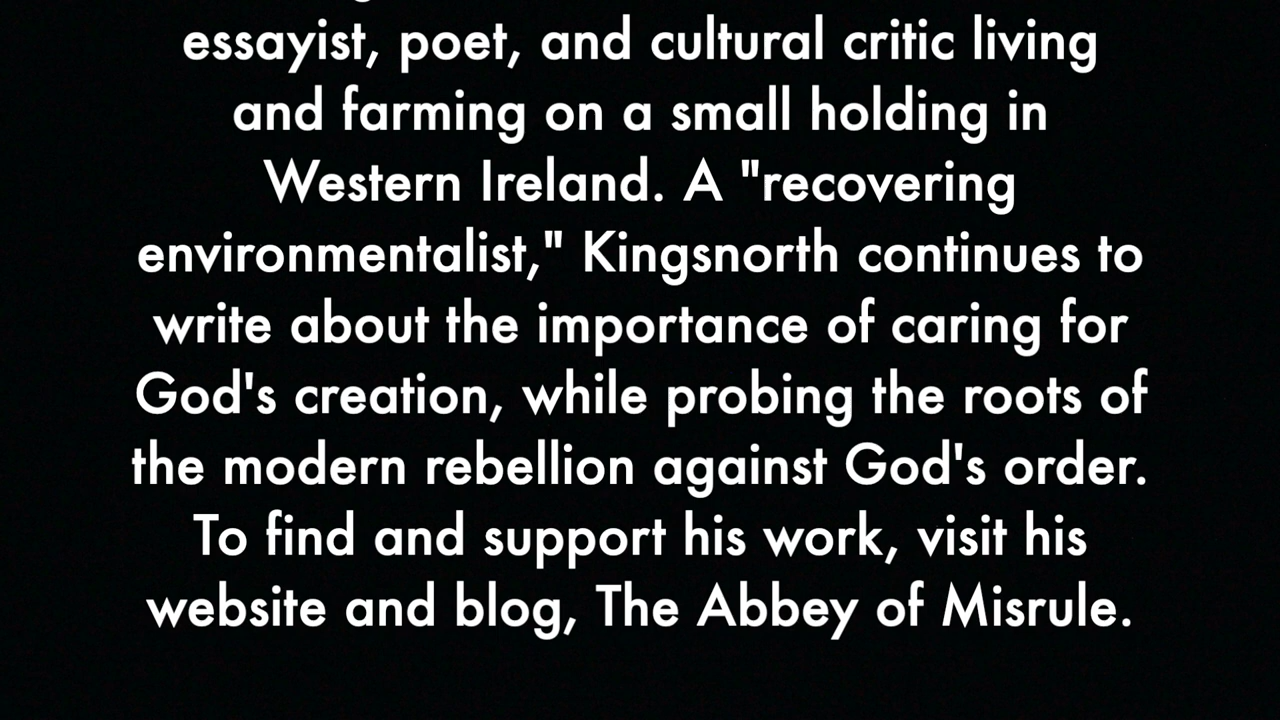 essayist, poet, and cultural critic living
and farming on a small holding in
Western Ireland. A "recovering
environmentalist," Kingsnorth continues to
write about the importance of caring for
God's creation, while probing the roots of
the modern rebellion against God's order.
To find and support his work, visit his
website and blog, The Abbey of Misrule.